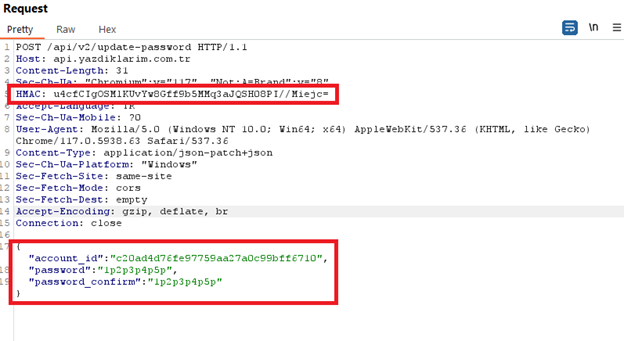 Request
Pretty Raw Hex
\n
1 POST /api/v2/update-password HTTP/1.1
2 Host: api.yazdiklarim.com.tr
3 Content-Length: 31
4 Sec-Ch-Ua: "Chromium";v="117", "Not;A=Brand";v="8"
5 HMAC: u4cfCIgOSMlKUvYw8Gff9b5MMq3aJQSHO8PI//Miejc=
6 Accept-Language: TR
7 Sec-Ch-Ua-Mobile: ?0
8 User-Agent: Mozilla/5.0 (Windows NT 10.0; Win64; x64) AppleWebKit/537.36 (KHTML, like Gecko)
Chrome/117.0.5938.63 Safari/537.36
9 Content-Type: application/json-patch+json
10 Sec-Ch-Ua-Platform: "Windows"
11 Sec-Fetch-Site: same-site
12 Sec-Fetch-Mode: cors
13 Sec-Fetch-Dest: empty
14 Accept-Encoding: gzip, deflate, br
15 Connection: close
16
17 {
"account_id":"c20ad4d76fe97759aa27a0c99bff6710",
18 "password":"1p2p3p4p5p",
19 "password_confirm":"1p2p3p4p5p"
}